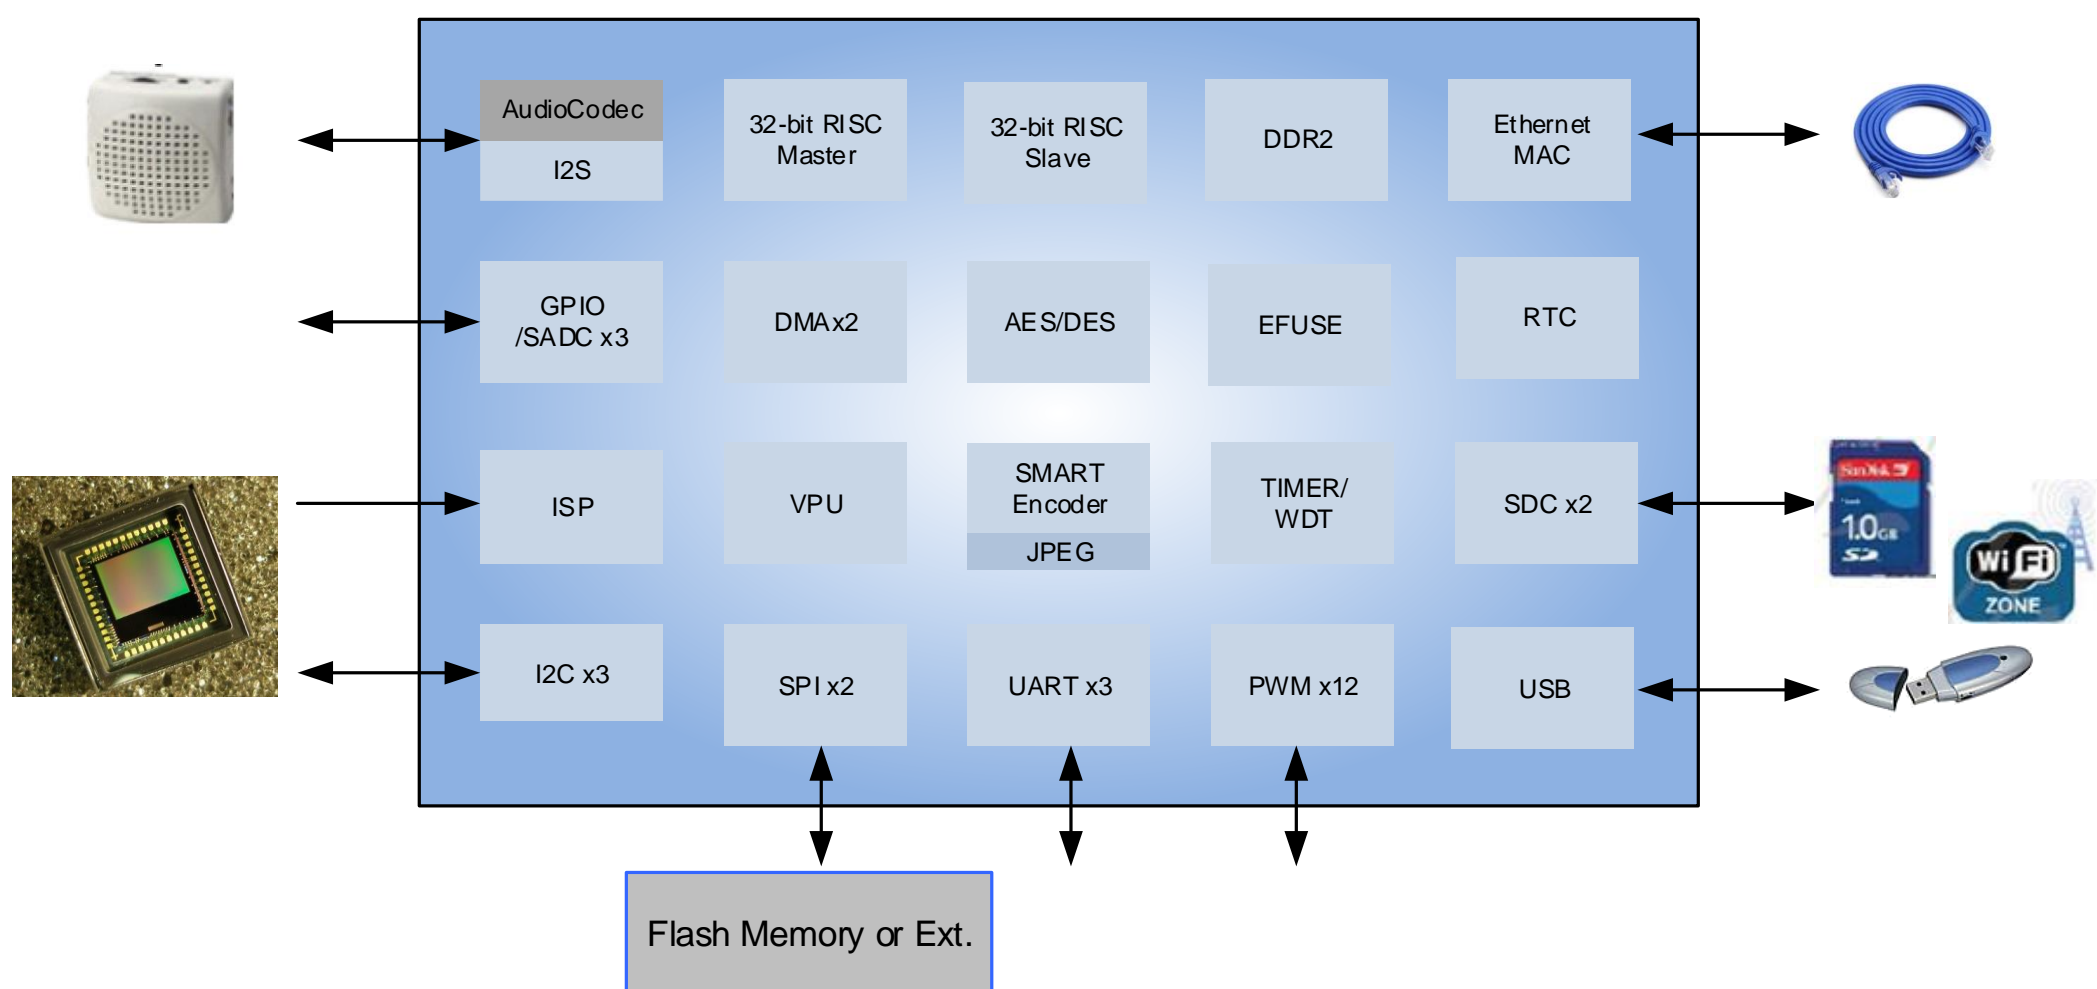 AudioCodec
I2S
32-bit RISC
Master
32-bit RISC
Slave
DDR2
Ethernet
MAC
GPIO
/SADC x3
DMAx2
AES/DES
EFUSE
RTC
ISP
VPU
SMART
Encoder
JPEG
TIMER/
WDT
SDC x2
SanDisk
1.0GB
SD
Wi Fi
ZONE
I2C x3
SPI x2
UART x3
PWM x12
USB
Flash Memory or Ext.